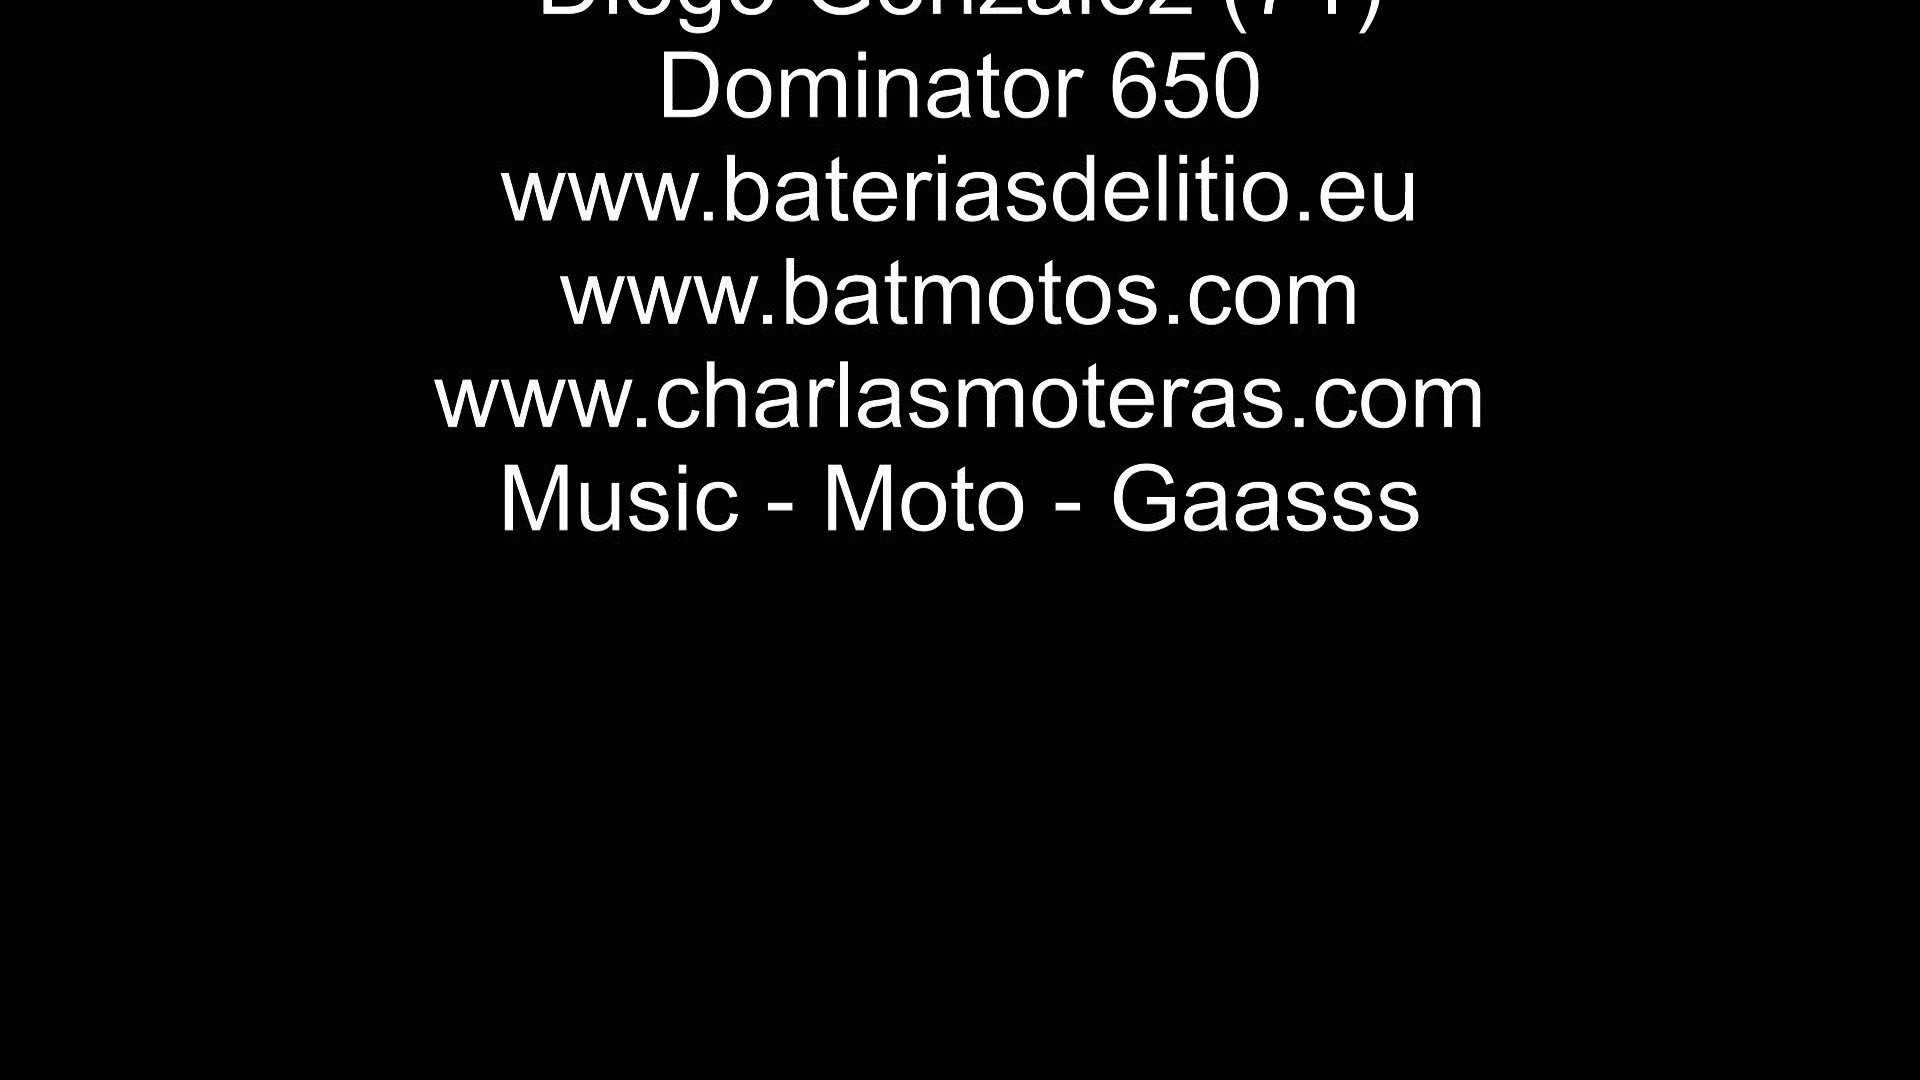 Dominator 650
www.bateriasdelitio.eu
www.batmotos.com
www.charlasmoteras.com
Music - Moto - Gaasss